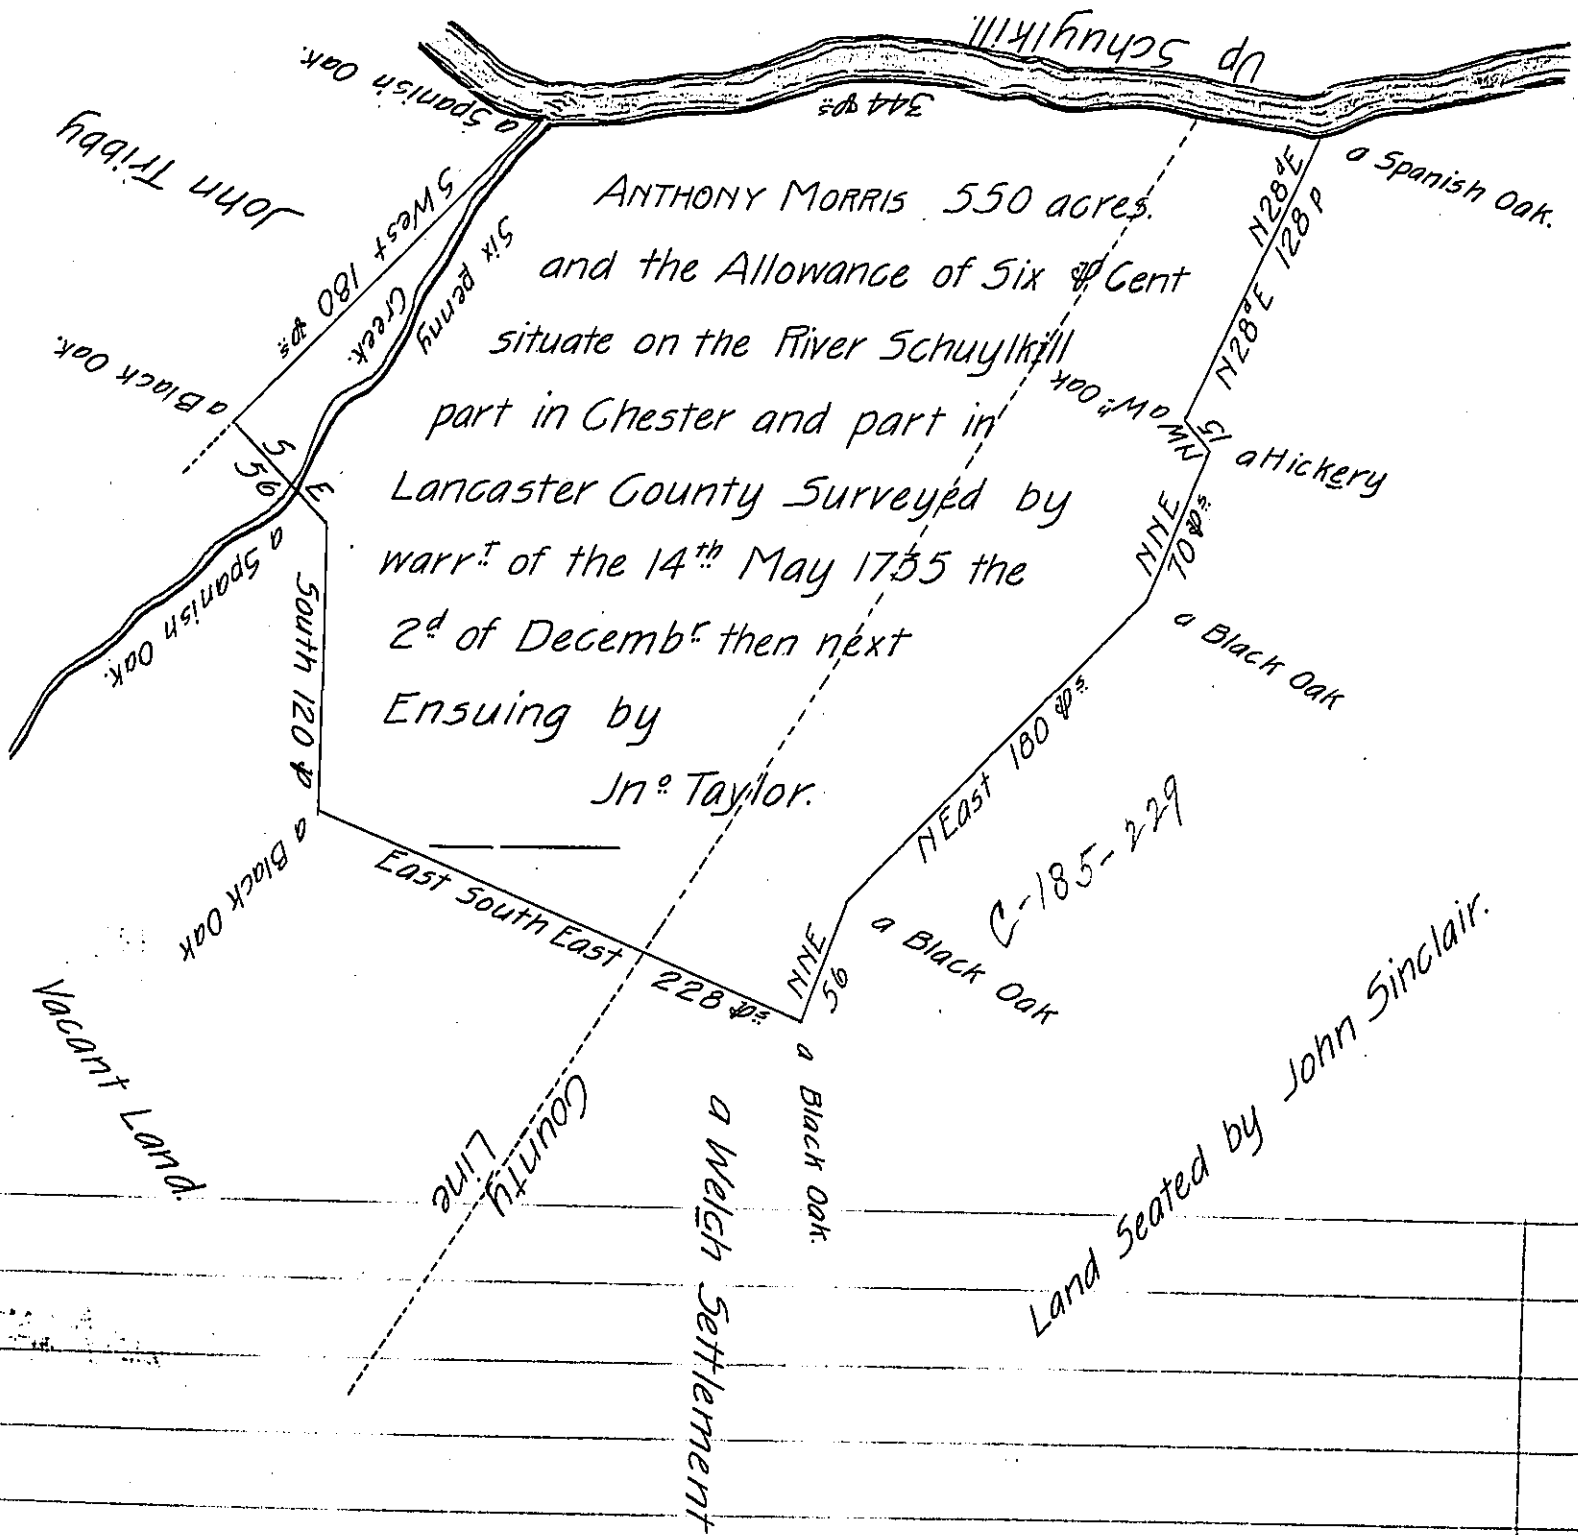 Up Schuylkill.
344 ps
a Spanish Oak.
John Tribby
S West 180 ps
Six penny
Creek.
a Black Oak.
S E
56
a Spanish Oak.
South 120 p
a Black Oak
Vacant Land.
ANTHONY MORRIS 550 acres.
and the Allowance of Six p Cent
situate on the River Schuylkill
part in Chester and part in
Lancaster County Surveyed by
warrt. of the 14th May 1735 the
2d of Decembr. then next
Ensuing by
Jno. Taylor.
a Spanish Oak.
N28dE
N28dE 128 P
a Wt. Oak
NW 15
a Hickery
NNE
70 ps.
a Black Oak
N East 180 ps.
C-185-229
a Black Oak
NNE
56
East South East 228 ps.
a Black Oak.
County
Line
a Welch Settlement
Land Seated by John Sinclair.